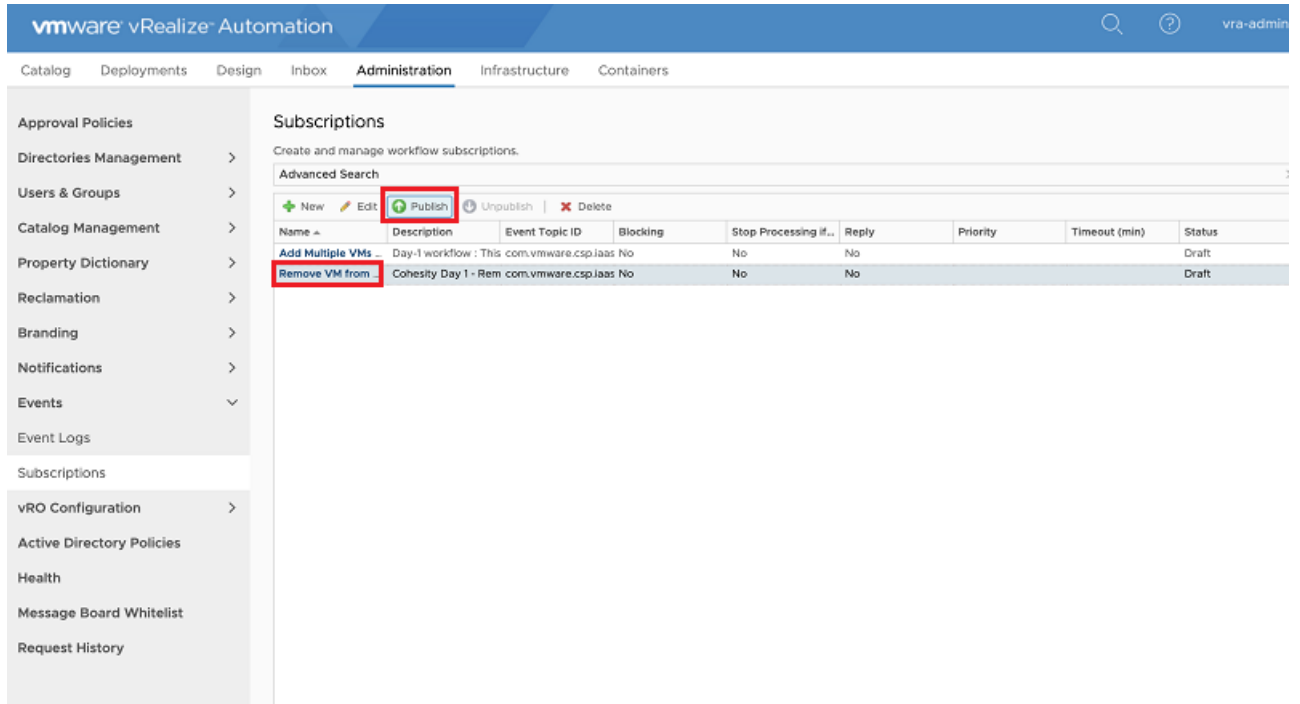 vmware vRealize Automation vra-admin
Catalog Deployments Design Inbox Administration Infrastructure Containers
Approval Policies
Directories Management
Users & Groups
Catalog Management
Property Dictionary
Reclamation
Branding
Notifications
Events
Event Logs
Subscriptions
vRO Configuration
Active Directory Policies
Health
Message Board Whitelist
Request History
Subscriptions
Create and manage workflow subscriptions.
Advanced Search
New Edit Publish Unpublish | Delete
Name Description Event Topic ID Blocking Stop Processing if... Reply Priority Timeout (min) Status
Add Multiple VMs ... Day-1 workflow : This com.vmware.csp.iaas No No No Draft
Remove VM from ... Cohesity Day 1 - Rem com.vmware.csp.iaas No No No Draft